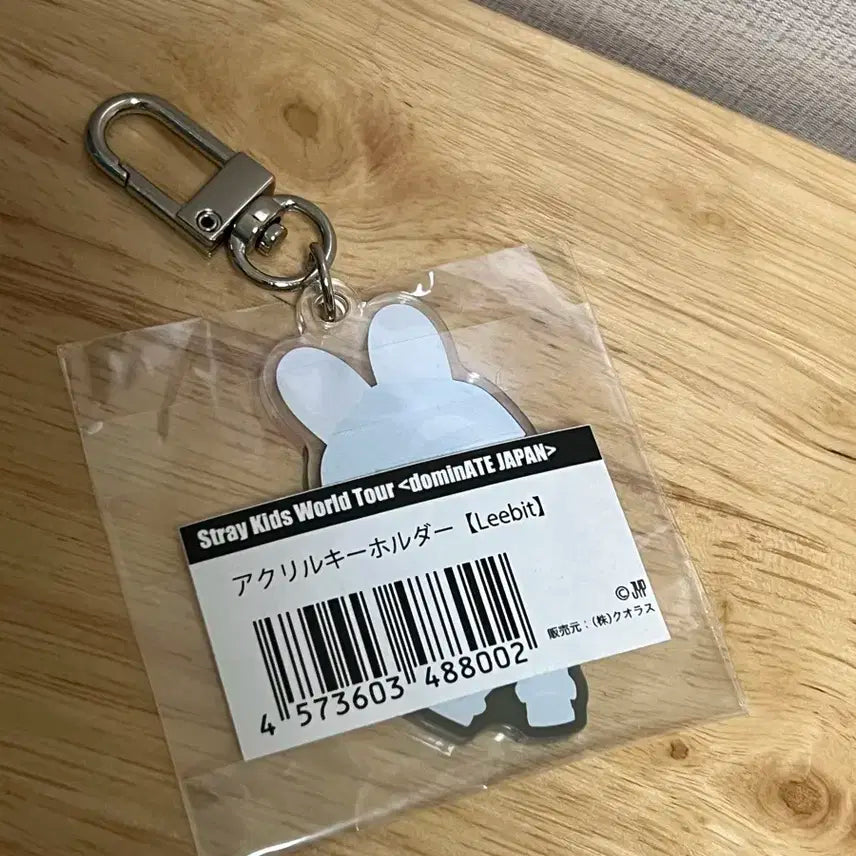 Stray Kids World Tour <dominATE JAPAN>
アクリルキーホルダー【Leebit】
©JYP
販売元：(株)クオラス
4 573603 488002